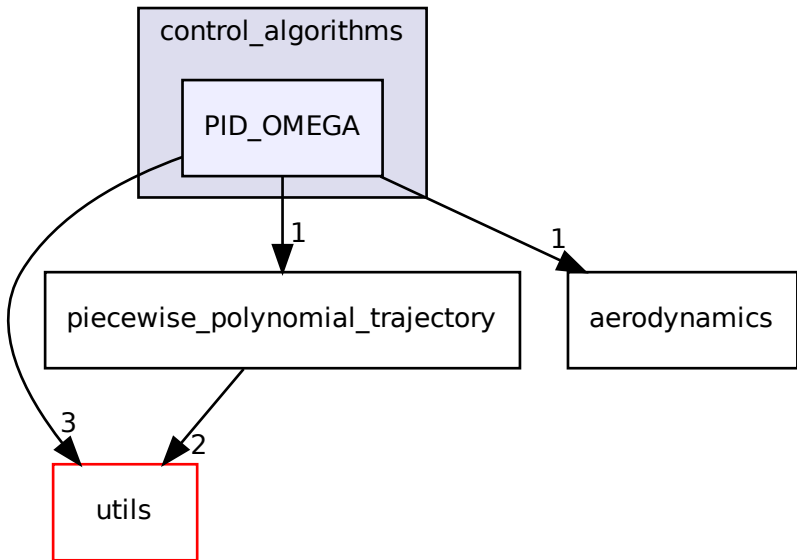 control_algorithms
PID_OMEGA
1
1
piecewise_polynomial_trajectory
aerodynamics
3
2
utils